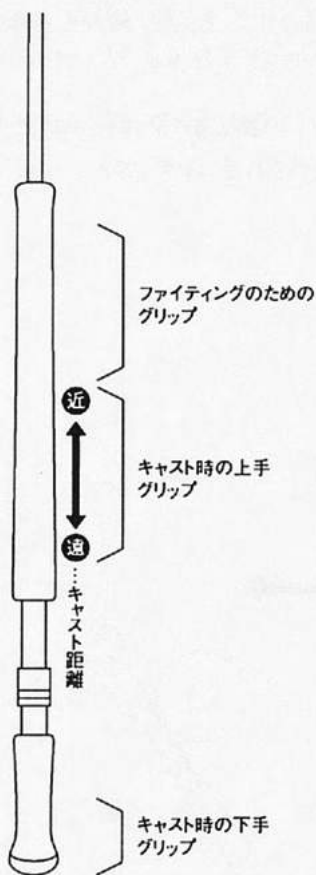 ファイティングのための
グリップ
近
キャスト時の上手
グリップ
遠
……キャスト距離
キャスト時の下手
グリップ